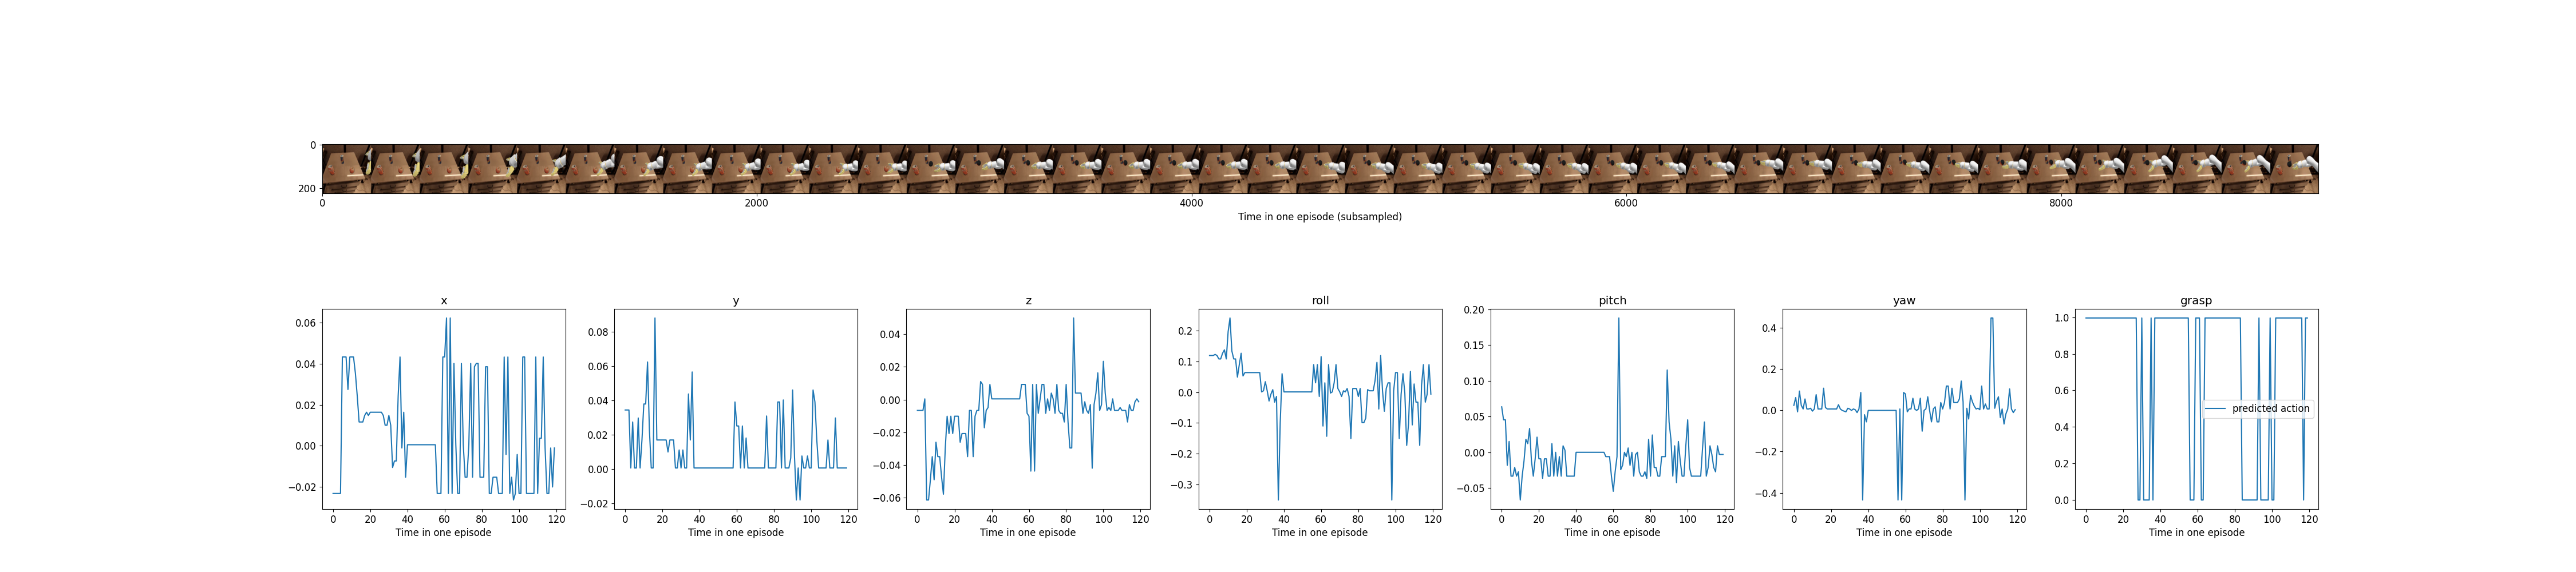 0
200
0 2000 4000 6000 8000
Time in one episode (subsampled)
x
0.06
0.04
0.02
0.00
−0.02
0 20 40 60 80 100 120
Time in one episode
y
0.08
0.06
0.04
0.02
0.00
−0.02
0 20 40 60 80 100 120
Time in one episode
z
0.04
0.02
0.00
−0.02
−0.04
−0.06
0 20 40 60 80 100 120
Time in one episode
roll
0.2
0.1
0.0
−0.1
−0.2
−0.3
0 20 40 60 80 100 120
Time in one episode
pitch
0.20
0.15
0.10
0.05
0.00
−0.05
0 20 40 60 80 100 120
Time in one episode
yaw
0.4
0.2
0.0
−0.2
−0.4
0 20 40 60 80 100 120
Time in one episode
grasp
1.0
0.8
0.6
0.4
0.2
0.0
predicted action
0 20 40 60 80 100 120
Time in one episode